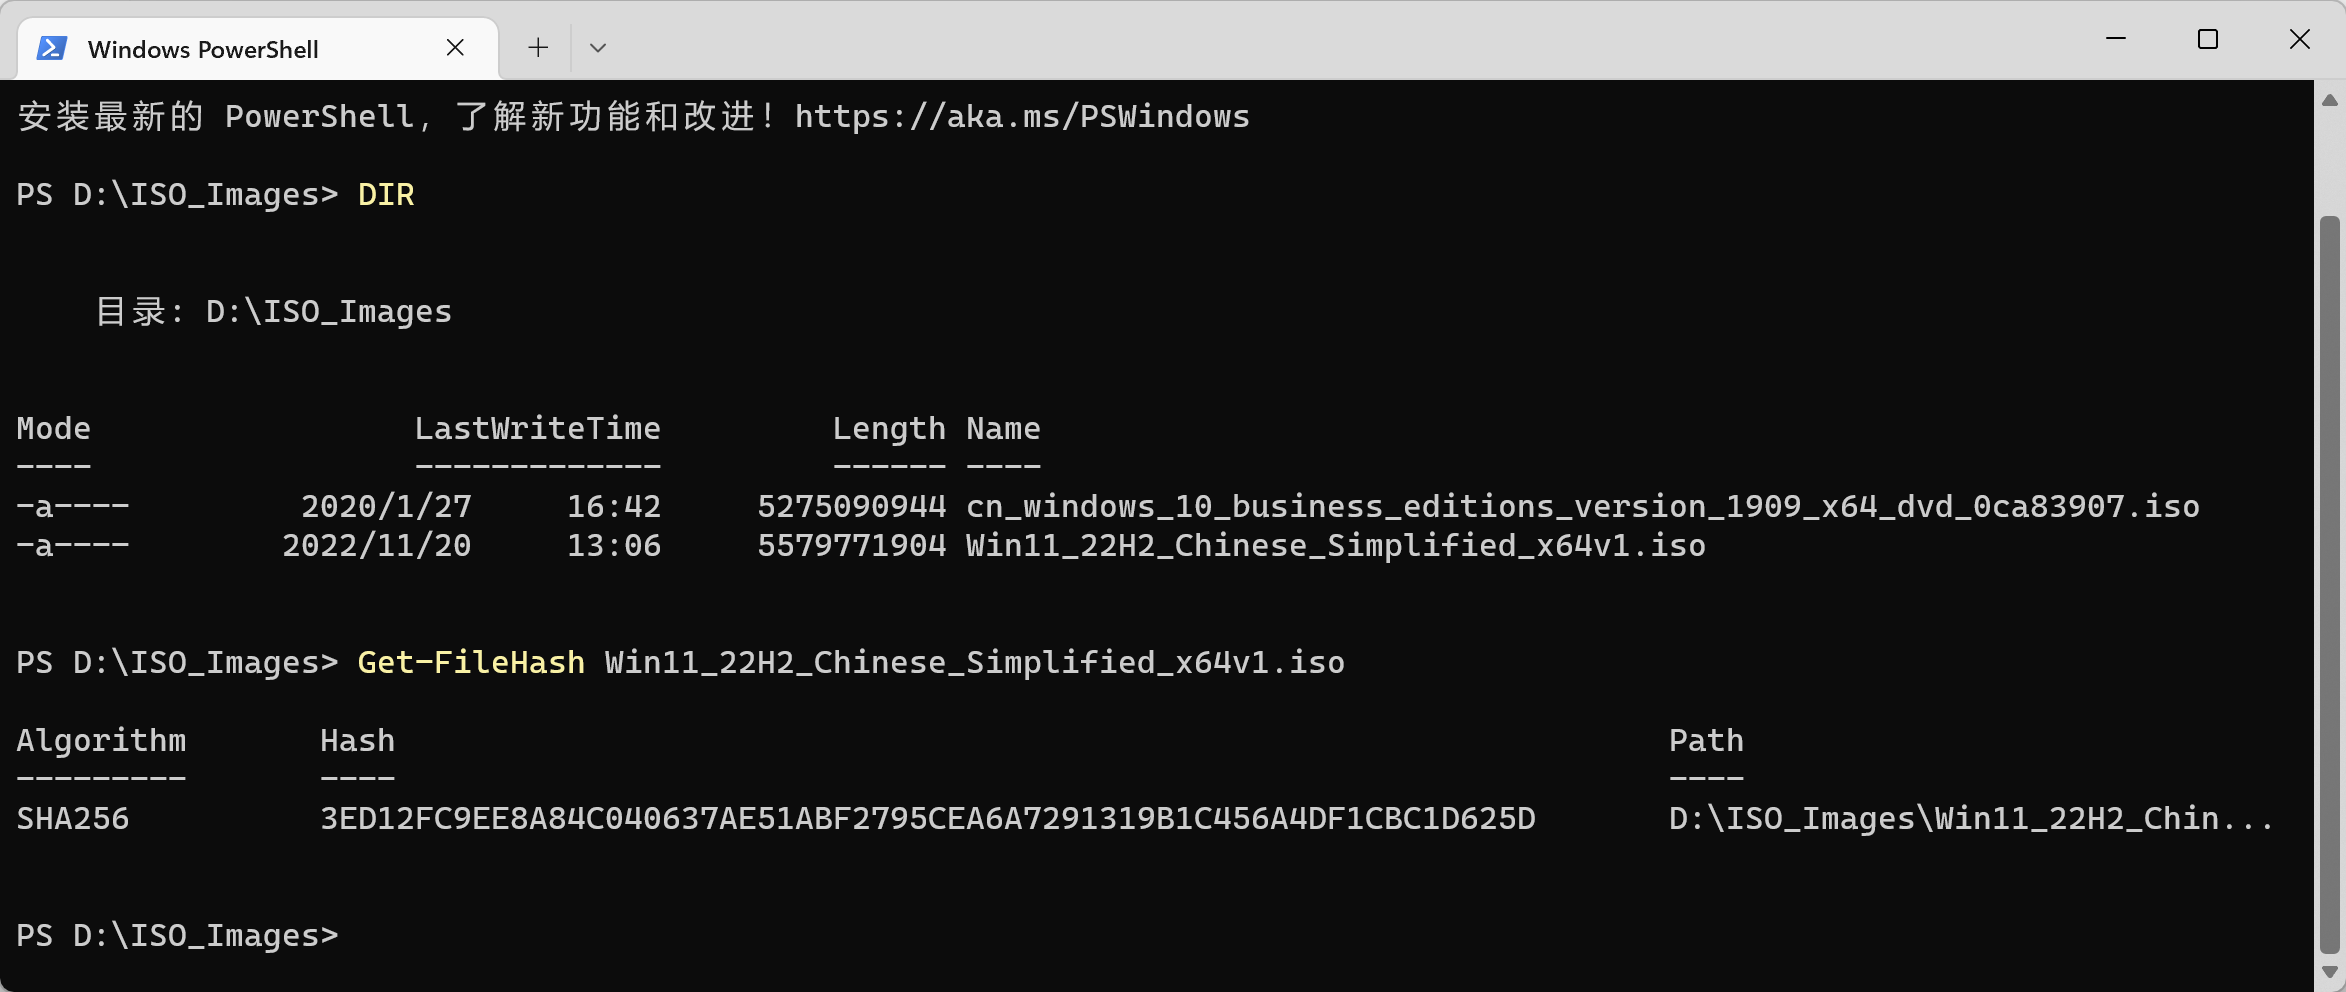 Windows PowerShell
安装最新的 PowerShell，了解新功能和改进！https://aka.ms/PSWindows
PS D:\ISO_Images> DIR
目录: D:\ISO_Images
Mode                 LastWriteTime         Length Name
----                 -------------         ------ ----
-a----         2020/1/27     16:42     5275090944 cn_windows_10_business_editions_version_1909_x64_dvd_0ca83907.iso
-a----        2022/11/20     13:06     5579771904 Win11_22H2_Chinese_Simplified_x64v1.iso
PS D:\ISO_Images> Get-FileHash Win11_22H2_Chinese_Simplified_x64v1.iso
Algorithm       Hash                                                                   Path
---------       ----                                                                   ----
SHA256          3ED12FC9EE8A84C040637AE51ABF2795CEA6A7291319B1C456A4DF1CBC1D625D       D:\ISO_Images\Win11_22H2_Chin...
PS D:\ISO_Images>